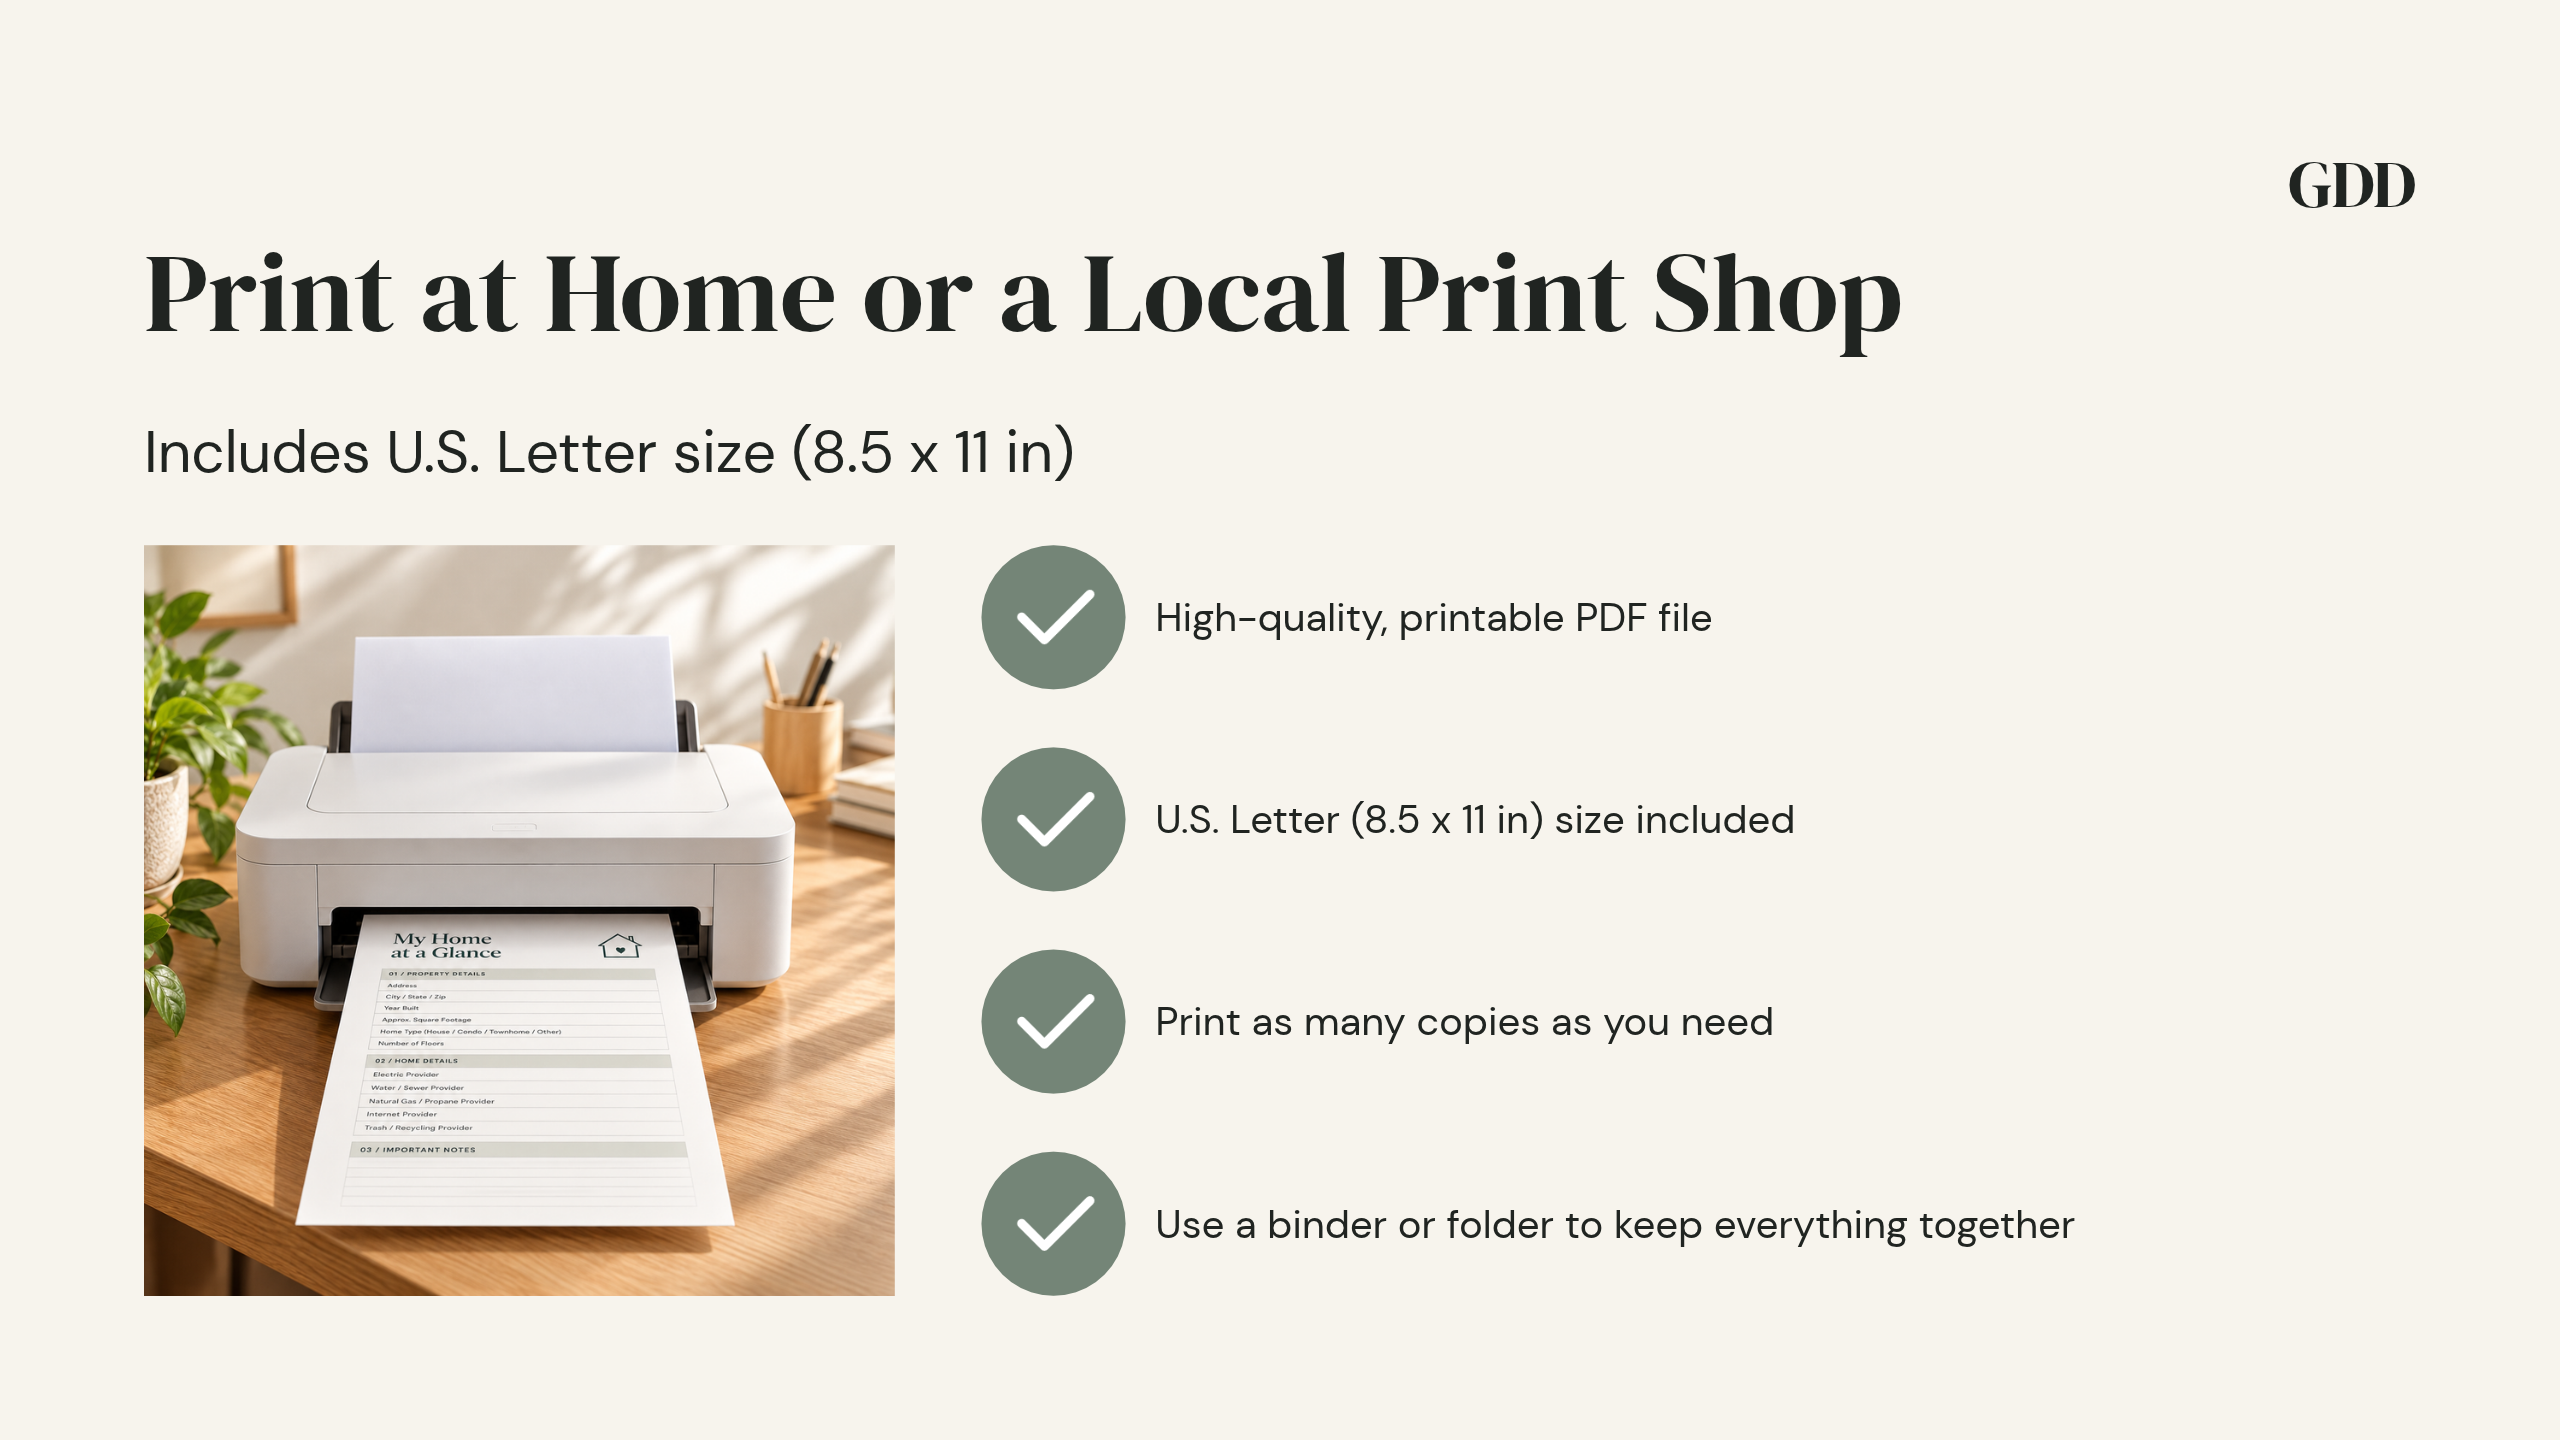 GDD
Print at Home or a Local Print Shop
Includes U.S. Letter size (8.5 x 11 in)
My Home
at a Glance
01 / PROPERTY DETAILS
Address
City / State / Zip
Year Built
Approx. Square Footage
Home Type (House / Condo / Townhome / Other)
Number of Floors
02 / HOME DETAILS
Electric Provider
Water / Sewer Provider
Natural Gas / Propane Provider
Internet Provider
Trash / Recycling Provider
03 / IMPORTANT NOTES
High-quality, printable PDF file
U.S. Letter (8.5 x 11 in) size included
Print as many copies as you need
Use a binder or folder to keep everything together